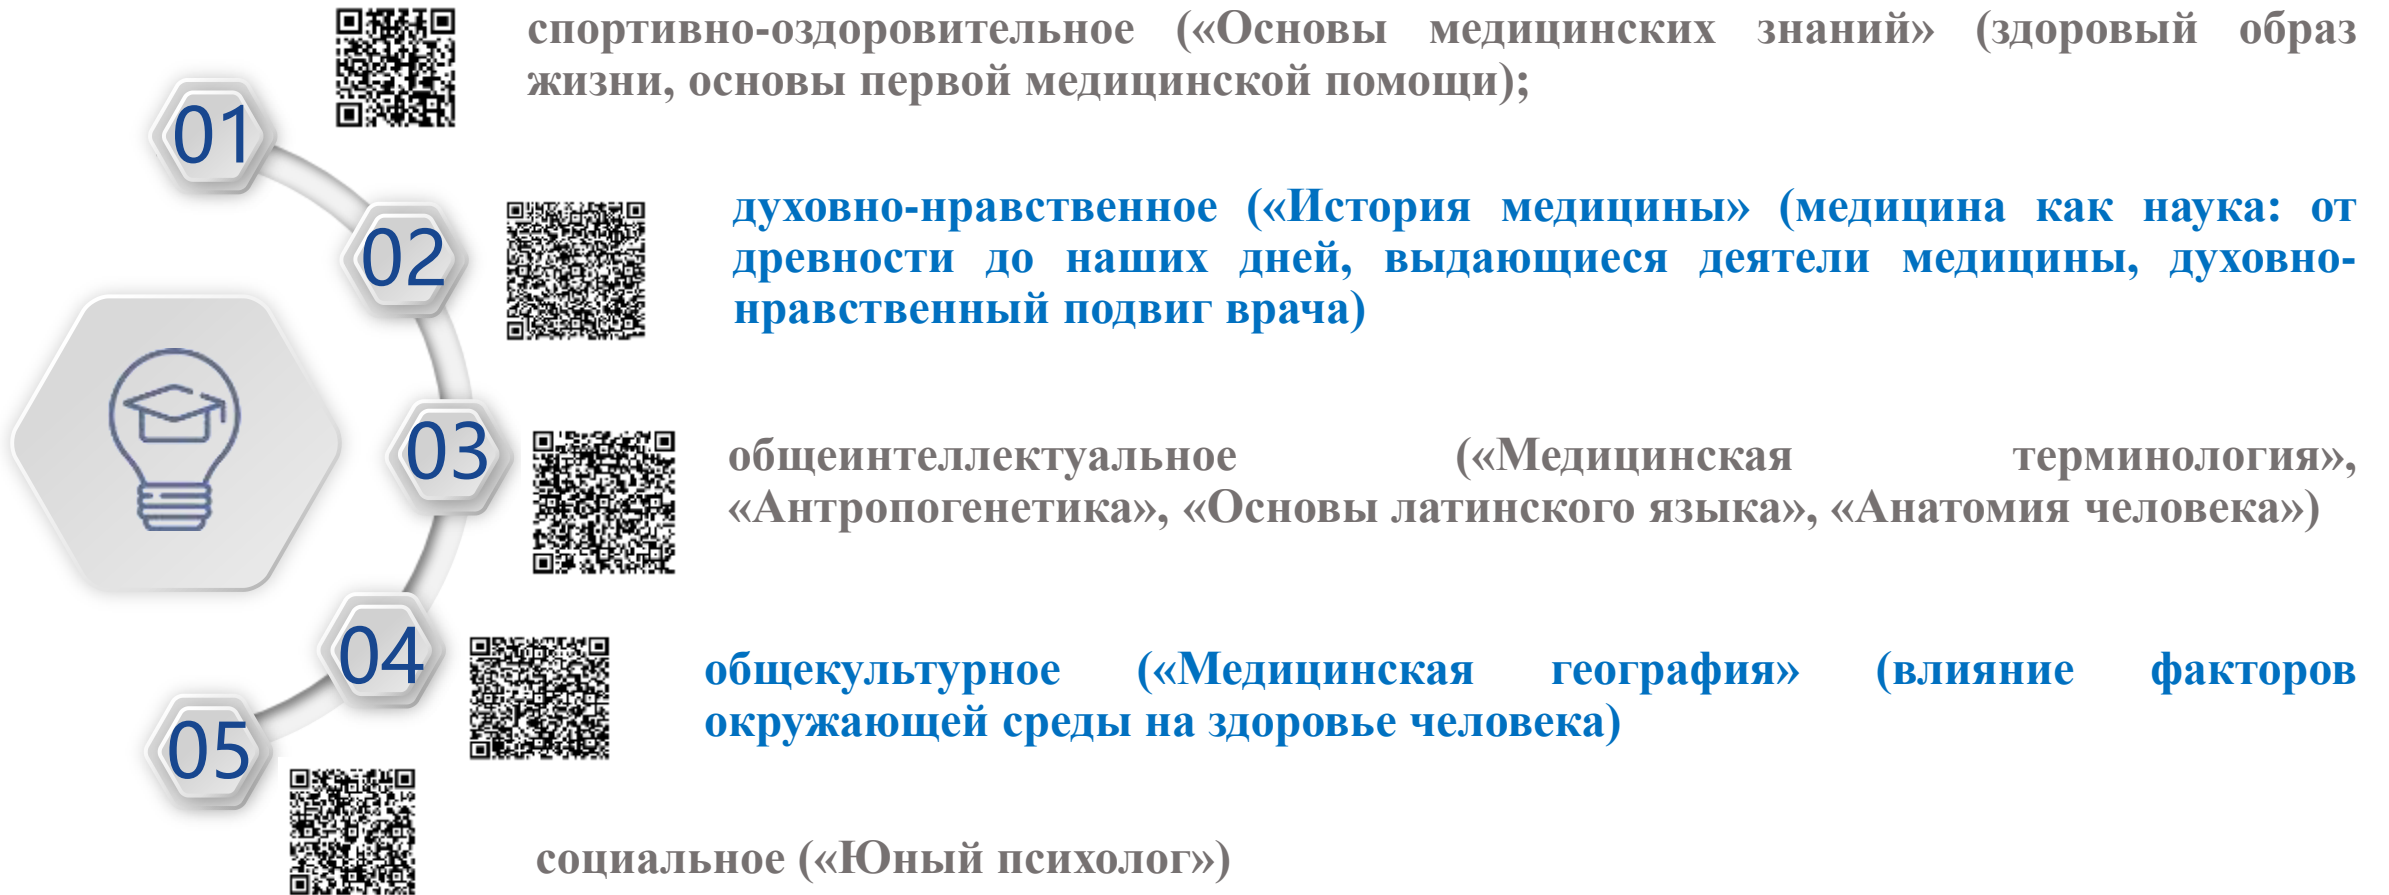 01
спортивно-оздоровительное («Основы медицинских знаний» (здоровый образ
жизни, основы первой медицинской помощи);
02
духовно-нравственное («История медицины» (медицина как наука: от
древности до наших дней, выдающиеся деятели медицины, духовно-
нравственный подвиг врача)
03
общеинтеллектуальное («Медицинская терминология»,
«Антропогенетика», «Основы латинского языка», «Анатомия человека»)
04
общекультурное («Медицинская география» (влияние факторов
окружающей среды на здоровье человека)
05
социальное («Юный психолог»)